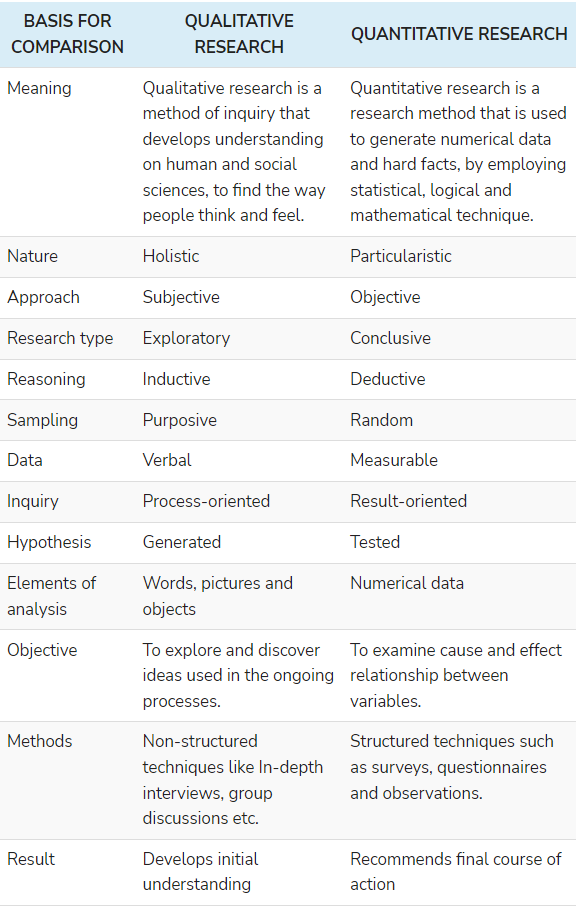 BASIS FOR COMPARISON QUALITATIVE RESEARCH QUANTITATIVE RESEARCH
Meaning
Qualitative research is a
method of inquiry that
develops understanding
on human and social
sciences, to find the way
people think and feel.
Quantitative research is a
research method that is used
to generate numerical data
and hard facts, by employing
statistical, logical and
mathematical technique.
Nature Holistic Particularistic
Approach Subjective Objective
Research type Exploratory Conclusive
Reasoning Inductive Deductive
Sampling Purposive Random
Data Verbal Measurable
Inquiry Process-oriented Result-oriented
Hypothesis Generated Tested
Elements of
analysis
Words, pictures and
objects
Numerical data
Objective
To explore and discover
ideas used in the ongoing
processes.
To examine cause and effect
relationship between
variables.
Methods
Non-structured
techniques like In-depth
interviews, group
discussions etc.
Structured techniques such
as surveys, questionnaires
and observations.
Result
Develops initial
understanding
Recommends final course of
action